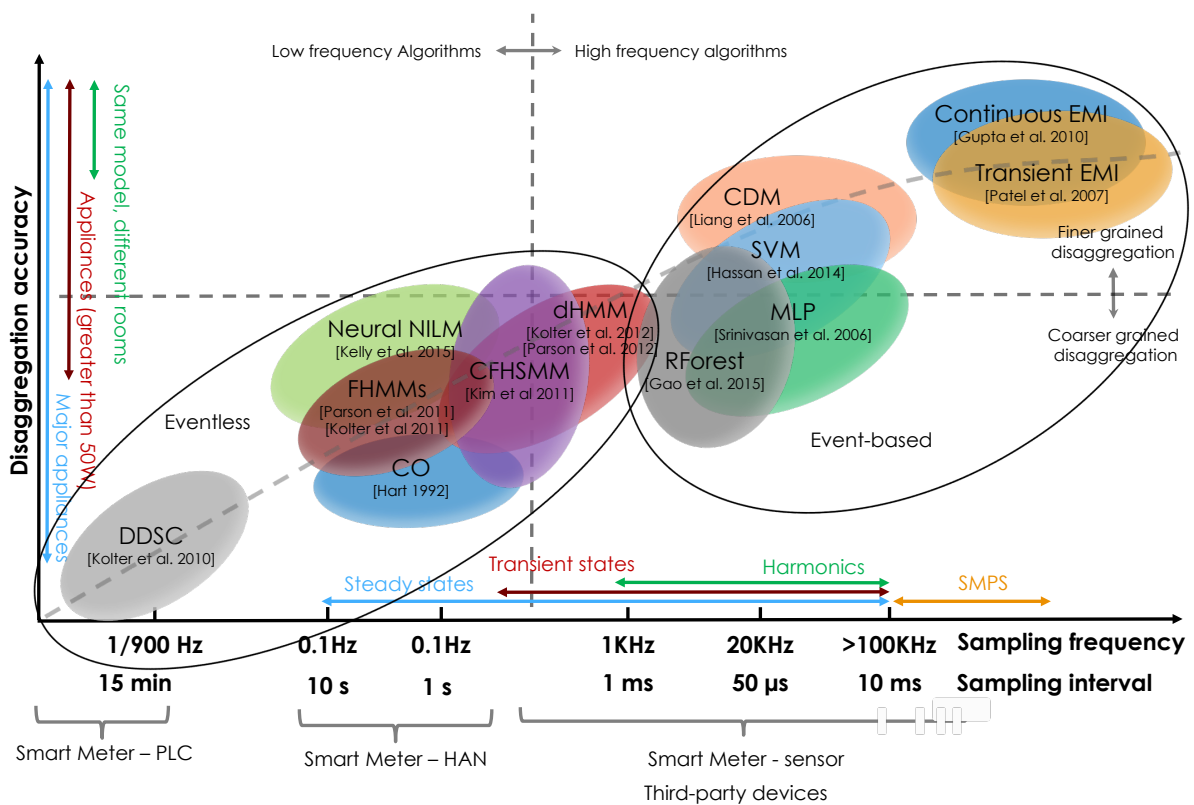 Low frequency Algorithms
High frequency algorithms
Disaggregation accuracy
Major appliances
Appliances (greater than 50W)
Same model, different rooms
Continuous EMI
[Gupta et al. 2010]
Transient EMI
[Patel et al. 2007]
Finer grained
disaggregation
Coarser grained
disaggregation
CDM
[Liang et al. 2006]
SVM
[Hassan et al. 2014]
MLP
[Srinivasan et al. 2006]
RForest
[Gao et al. 2015]
Event-based
dHMM
[Kolter et al. 2012]
[Parson et al. 2012]
Neural NILM
[Kelly et al. 2015]
CFHSMM
[Kim et al 2011]
FHMMs
[Parson et al. 2011]
[Kolter et al 2011]
Eventless
CO
[Hart 1992]
DDSC
[Kolter et al. 2010]
Steady states
Transient states
Harmonics
SMPS
1/900 Hz
0.1Hz
0.1Hz
1KHz
20KHz
>100KHz
Sampling frequency
15 min
10 s
1 s
1 ms
50 µs
10 ms
Sampling interval
Smart Meter – PLC
Smart Meter – HAN
Smart Meter - sensor
Third-party devices